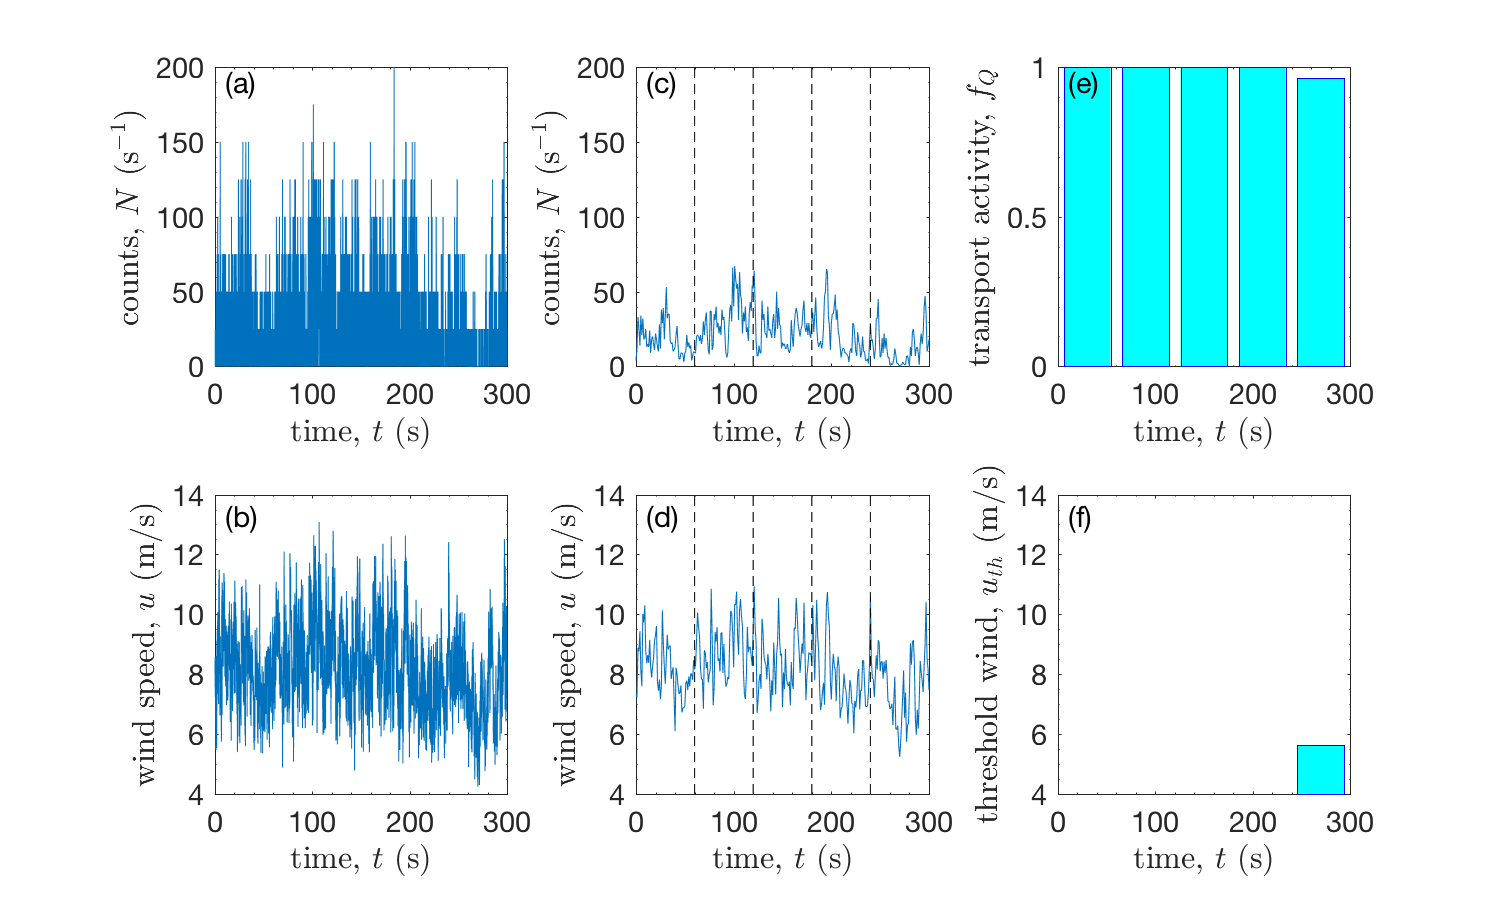 (a)
200
150
100
50
0
counts, N (s⁻¹)
0 100 200 300
time, t (s)
(c)
200
150
100
50
0
counts, N (s⁻¹)
0 100 200 300
time, t (s)
(e)
1
0.5
0
transport activity, f_Q
0 100 200 300
time, t (s)
(b)
14
12
10
8
6
4
wind speed, u (m/s)
0 100 200 300
time, t (s)
(d)
14
12
10
8
6
4
wind speed, u (m/s)
0 100 200 300
time, t (s)
(f)
14
12
10
8
6
4
threshold wind, u_th (m/s)
0 100 200 300
time, t (s)